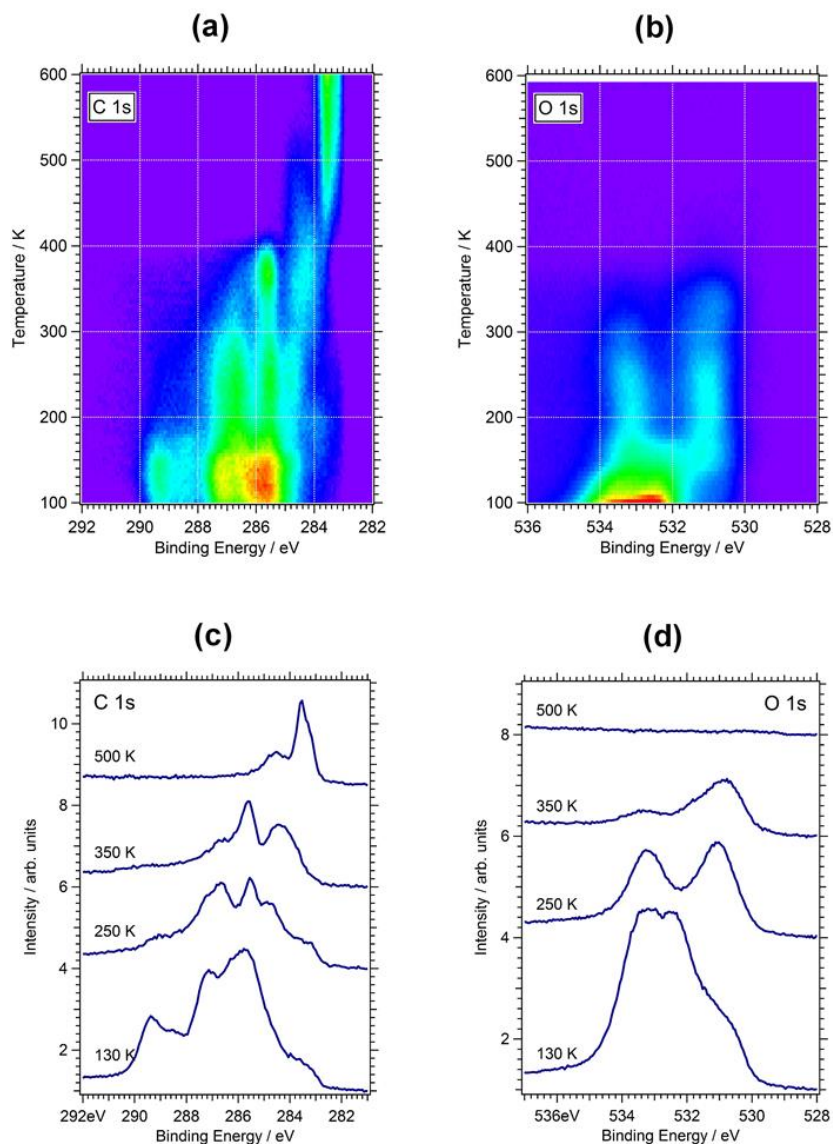 (a)
(b)
600
500
400
300
200
100
Temperature / K
C 1s
292 290 288 286 284 282
Binding Energy / eV
600
500
400
300
200
100
Temperature / K
O 1s
536 534 532 530 528
Binding Energy / eV
(c)
(d)
C 1s
10
8
6
4
2
Intensity / arb. units
500 K
350 K
250 K
130 K
292eV 290 288 286 284 282
Binding Energy / eV
O 1s
8
6
4
2
Intensity / arb. units
500 K
350 K
250 K
130 K
536eV 534 532 530 528
Binding Energy / eV